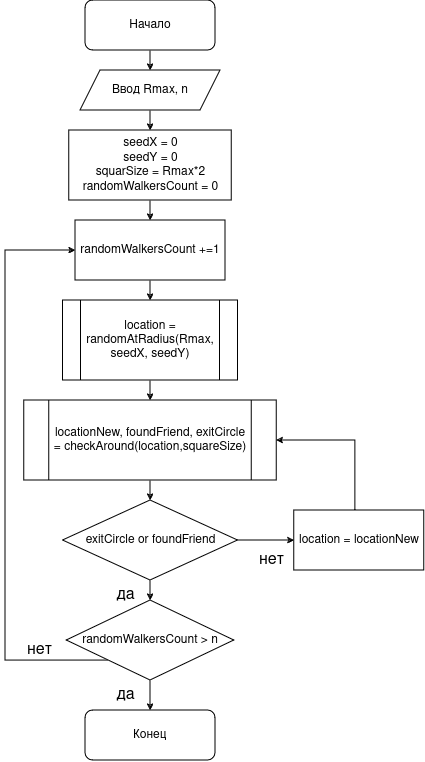 Начало
Ввод Rmax, n
seedX = 0
seedY = 0
squarSize = Rmax*2
randomWalkersCount = 0
randomWalkersCount +=1
location =
randomAtRadius(Rmax,
seedX, seedY)
locationNew, foundFriend, exitCircle
= checkAround(location,squareSize)
exitCircle or foundFriend
location = locationNew
нет
да
randomWalkersCount > n
нет
да
Конец